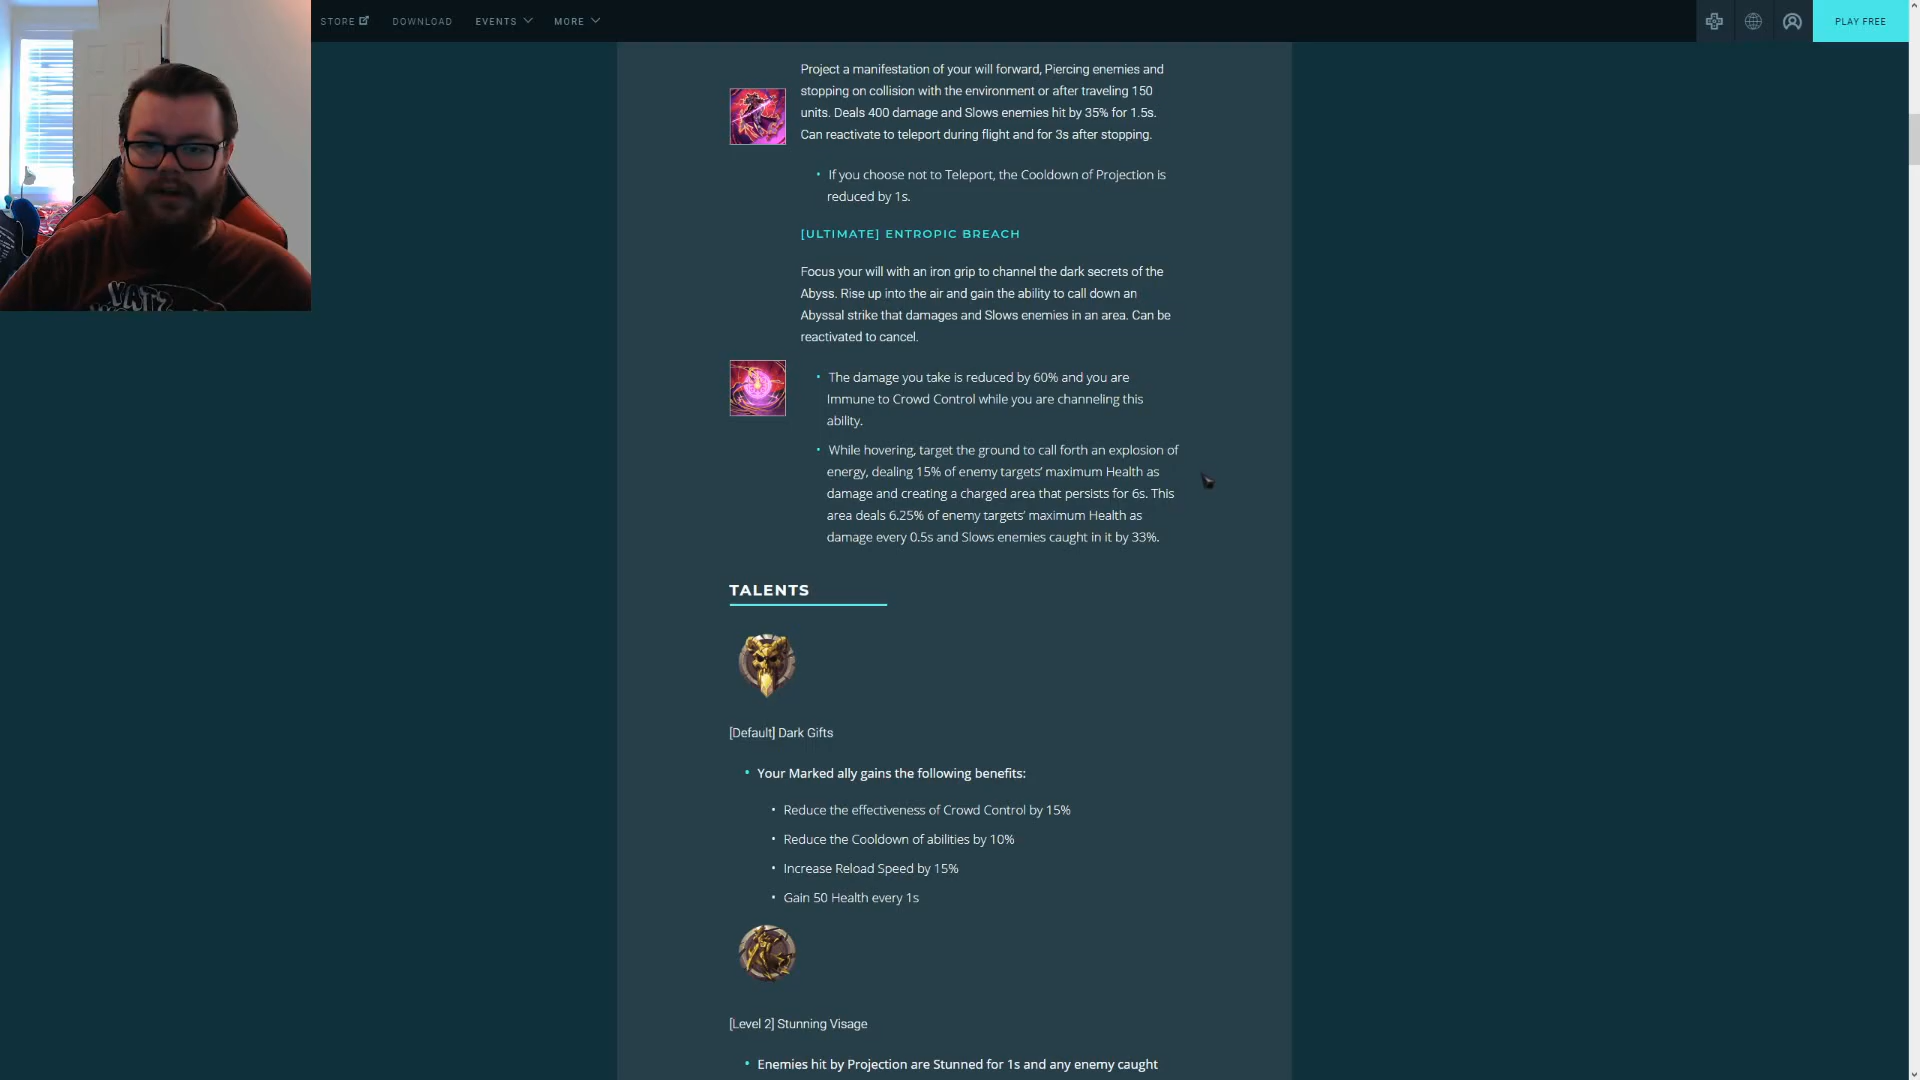 STORE DOWNLOAD EVENTS MORE PLAY FREE
Project a manifestation of your will forward, Piercing enemies and
stopping on collision with the environment or after traveling 150
units. Deals 400 damage and Slows enemies hit by 35% for 1.5s.
Can reactivate to teleport during flight and for 3s after stopping.
• If you choose not to Teleport, the Cooldown of Projection is
reduced by 1s.
[ULTIMATE] ENTROPIC BREACH
Focus your will with an iron grip to channel the dark secrets of the
Abyss. Rise up into the air and gain the ability to call down an
Abyssal strike that damages and Slows enemies in an area. Can be
reactivated to cancel.
• The damage you take is reduced by 60% and you are
Immune to Crowd Control while you are channeling this
ability.
• While hovering, target the ground to call forth an explosion of
energy, dealing 15% of enemy targets’ maximum Health as
damage and creating a charged area that persists for 6s. This
area deals 6.25% of enemy targets’ maximum Health as
damage every 0.5s and Slows enemies caught in it by 33%.
TALENTS
[Default] Dark Gifts
• Your Marked ally gains the following benefits:
• Reduce the effectiveness of Crowd Control by 15%
• Reduce the Cooldown of abilities by 10%
• Increase Reload Speed by 15%
• Gain 50 Health every 1s
[Level 2] Stunning Visage
• Enemies hit by Projection are Stunned for 1s and any enemy caught